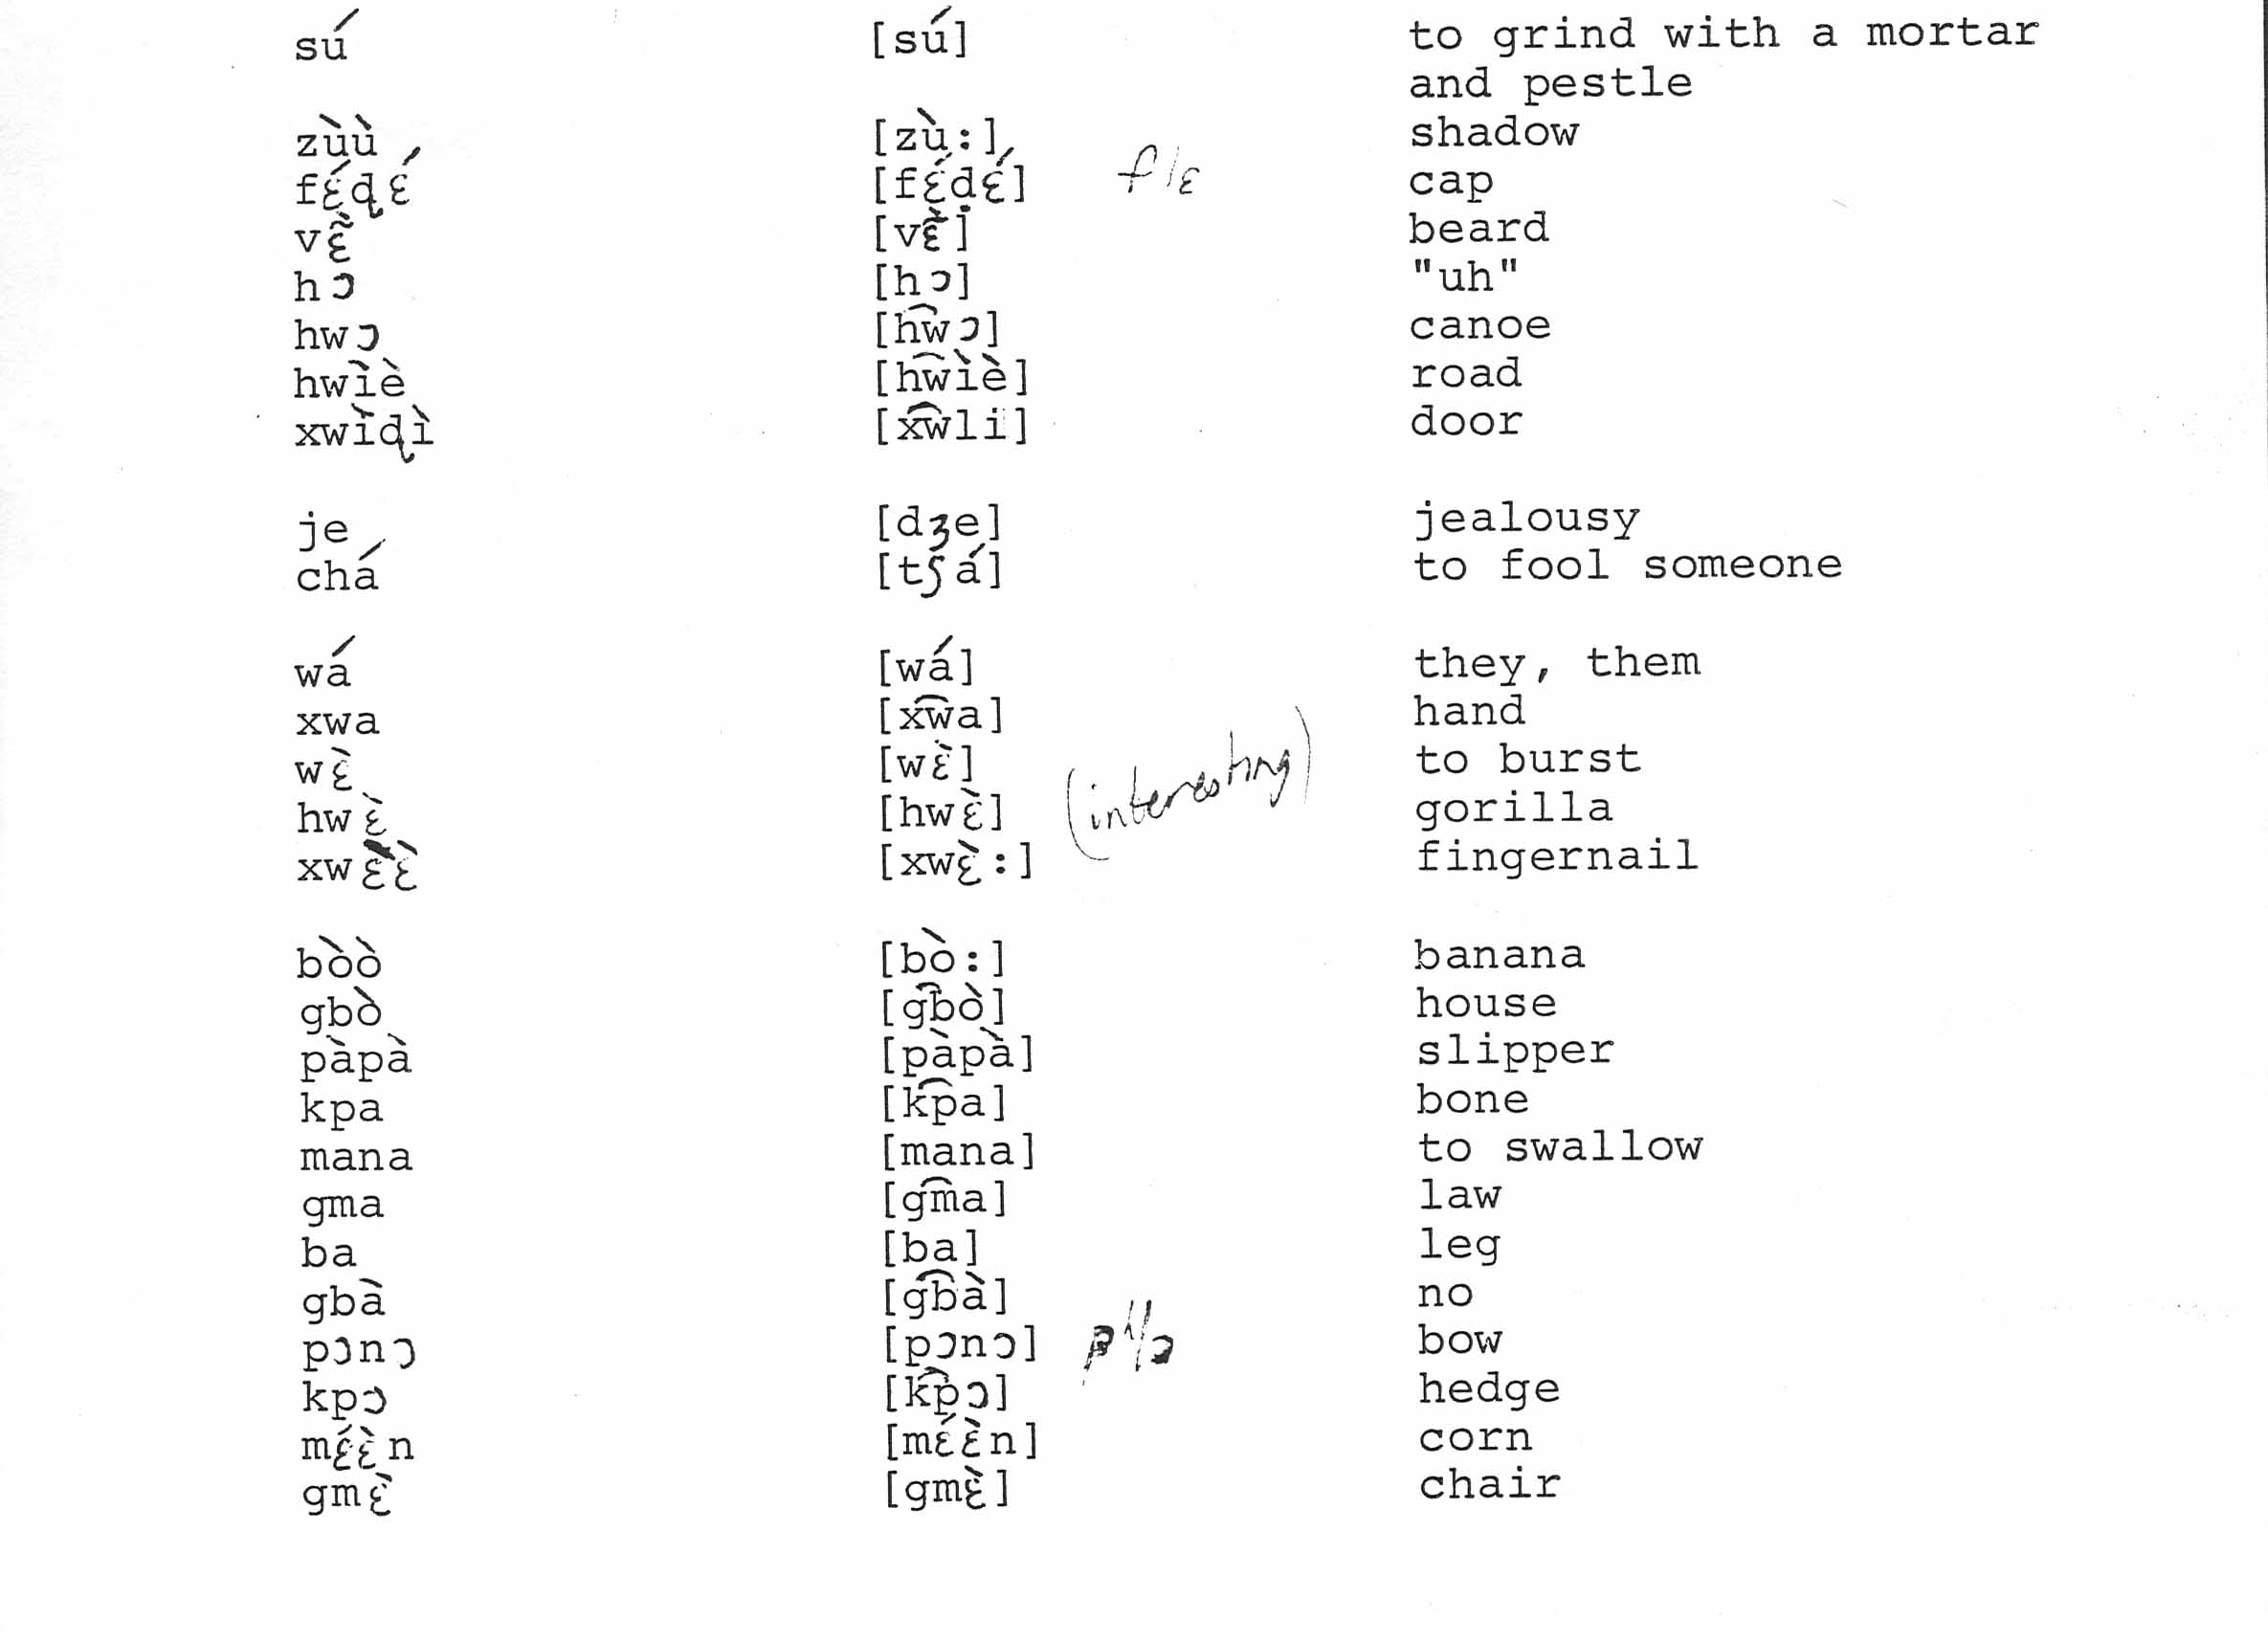 sú [sú] to grind with a mortar
and pestle
zùù [zù:] shadow
fɛ́ɖɛ́ [fɛ́ḍɛ́] f/ɛ cap
vɛ̃̀ [vɛ̃̀] beard
hɔ [hɔ] "uh"
hwɔ [h͡wɔ] canoe
hwìè [h͡wìè] road
xwìɖì [x͡wli] door
je [dʒe] jealousy
chá [tʃá] to fool someone
wá [wá] they, them
xwa [x͡wa] hand
wɛ̀ [wɛ̀] to burst
hwɛ̀ [hwɛ̀] (interesting) gorilla
xwɛ̀ɛ̀ [xwɛ̀:] fingernail
bòò [bò:] banana
gbò [g͡bò] house
pàpà [pàpà] slipper
kpa [k͡pa] bone
mana [mana] to swallow
gma [g͡ma] law
ba [ba] leg
gbà [g͡bà] no
pɔnɔ [pɔnɔ] bow
kpɔ [k͡pɔ] hedge
mɛ́ɛ̀n [mɛ́ɛ̀n] corn
gmɛ̀ [gmɛ̀] chair